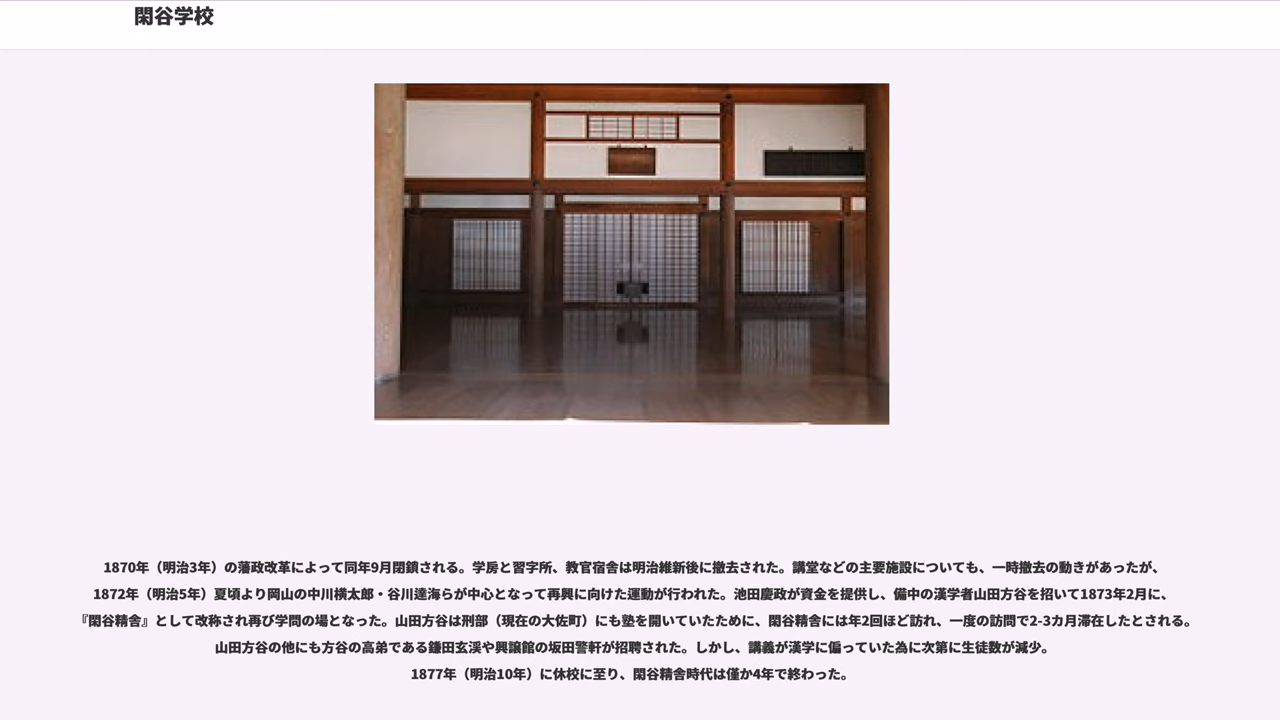 閑谷学校
1870年（明治3年）の藩政改革によって同年9月閉鎖される。学房と習字所、教官宿舎は明治維新後に撤去された。講堂などの主要施設についても、一時撤去の動きがあったが、
1872年（明治5年）夏頃より岡山の中川横太郎・谷川達海らが中心となって再興に向けた運動が行われた。池田慶政が資金を提供し、備中の漢学者山田方谷を招いて1873年2月に、
『閑谷精舎』として改称され再び学問の場となった。山田方谷は刑部（現在の大佐町）にも塾を開いていたために、閑谷精舎には年2回ほど訪れ、一度の訪問で2-3カ月滞在したとされる。
山田方谷の他にも方谷の高弟である鎌田玄渓や興譲館の坂田警軒が招聘された。しかし、講義が漢学に偏っていた為に次第に生徒数が減少。
1877年（明治10年）に休校に至り、閑谷精舎時代は僅か4年で終わった。